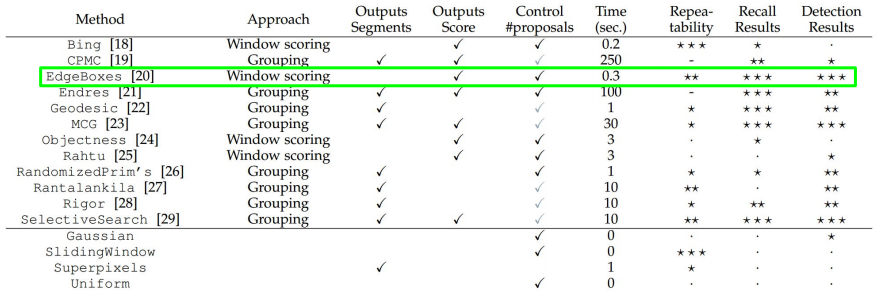 Method Approach Outputs Segments Outputs Score Control #proposals Time (sec.) Repea-tability Recall Results Detection Results
Bing [18] Window scoring ✓ ✓ 0.2 ⋆⋆⋆ ⋆ ·
CPMC [19] Grouping ✓ ✓ ✓ 250 - ⋆⋆ ⋆
EdgeBoxes [20] Window scoring ✓ ✓ 0.3 ⋆⋆ ⋆⋆⋆ ⋆⋆⋆
Endres [21] Grouping ✓ ✓ ✓ 100 - ⋆⋆⋆ ⋆⋆
Geodesic [22] Grouping ✓ ✓ 1 ⋆ ⋆⋆⋆ ⋆⋆
MCG [23] Grouping ✓ ✓ ✓ 30 ⋆ ⋆⋆⋆ ⋆⋆⋆
Objectness [24] Window scoring ✓ ✓ 3 · ⋆ ·
Rahtu [25] Window scoring ✓ ✓ 3 · · ⋆
RandomizedPrim's [26] Grouping ✓ ✓ 1 ⋆ ⋆ ⋆⋆
Rantalankila [27] Grouping ✓ ✓ 10 ⋆⋆ · ⋆⋆
Rigor [28] Grouping ✓ ✓ 10 ⋆ ⋆⋆ ⋆⋆
SelectiveSearch [29] Grouping ✓ ✓ ✓ 10 ⋆⋆ ⋆⋆⋆ ⋆⋆⋆
Gaussian ✓ 0 · · ⋆
SlidingWindow ✓ 0 ⋆⋆⋆ · ·
Superpixels ✓ 1 ⋆ · ·
Uniform ✓ 0 · · ·